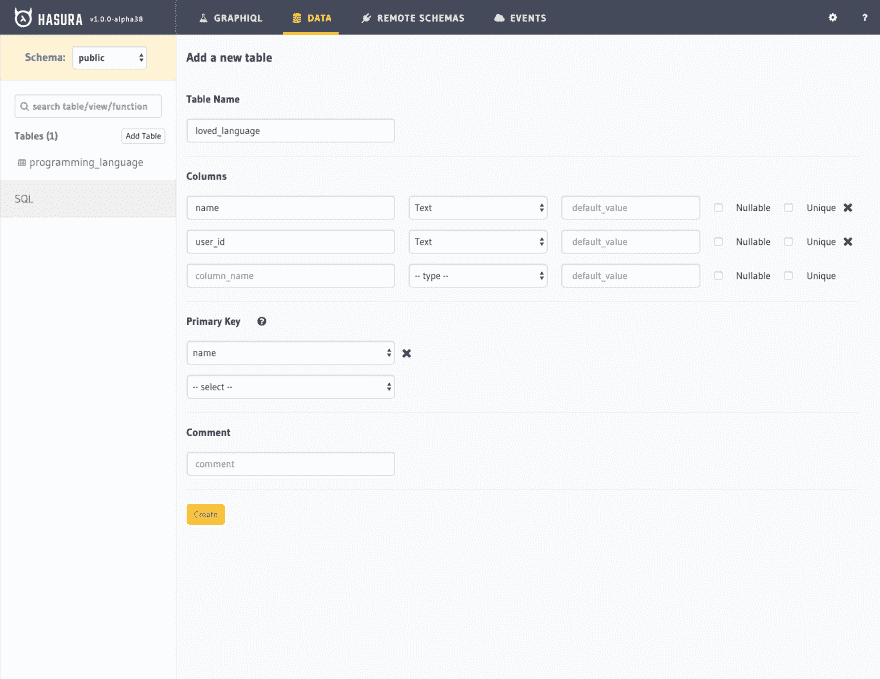 HASURA v1.0.0-alpha38 GRAPHIQL DATA REMOTE SCHEMAS EVENTS ?
Schema: public
search table/view/function
Tables (1) Add Table
programming_language
SQL
Add a new table
Table Name
loved_language
Columns
name Text default_value Nullable Unique
user_id Text default_value Nullable Unique
column_name -- type -- default_value Nullable Unique
Primary Key ?
name
-- select --
Comment
comment
Create